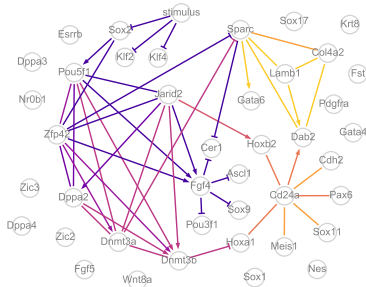 stimulus
Sox2
Sparc
Sox17
Krt8
Esrrb
Klf2
Klf4
Col4a2
Dppa3
Pou5f1
Lamb1
Fst
Nr0b1
Jarid2
Gata6
Pdgfra
Zfp42
Cer1
Hoxb2
Dab2
Gata4
Ascl1
Cdh2
Zic3
Dppa2
Fgf4
Sox9
Cd24a
Pax6
Dppa4
Zic2
Dnmt3a
Pou3f1
Hoxa1
Meis1
Sox11
Fgf5
Wnt8a
Dnmt3b
Sox1
Nes